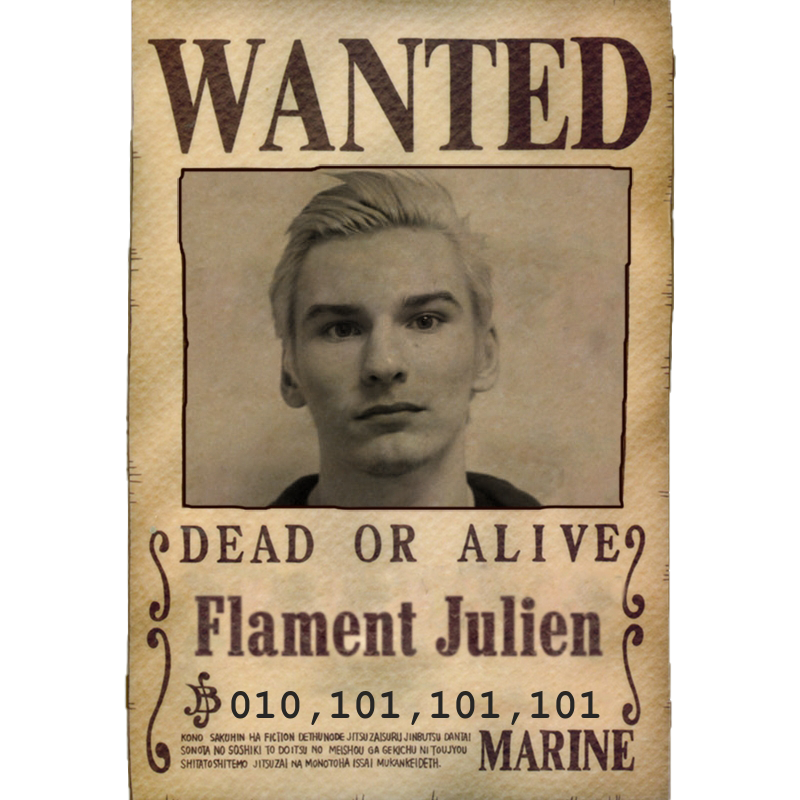 WANTED
DEAD OR ALIVE
Flament Julien
฿ 010,101,101,101
KONO SAKUHIN HA FICTION DETHUNODE JITSUZAISURU JINBUTSU DANTAI
SONOTA NO SOSHIKI TO DOITSU NO MEISHOU GA GEKICHU NI TOUJYOU
SHITATOSHITEMO JITSUZAI NA MONOTOHA ISSAI MUKANKEIDETH.
MARINE